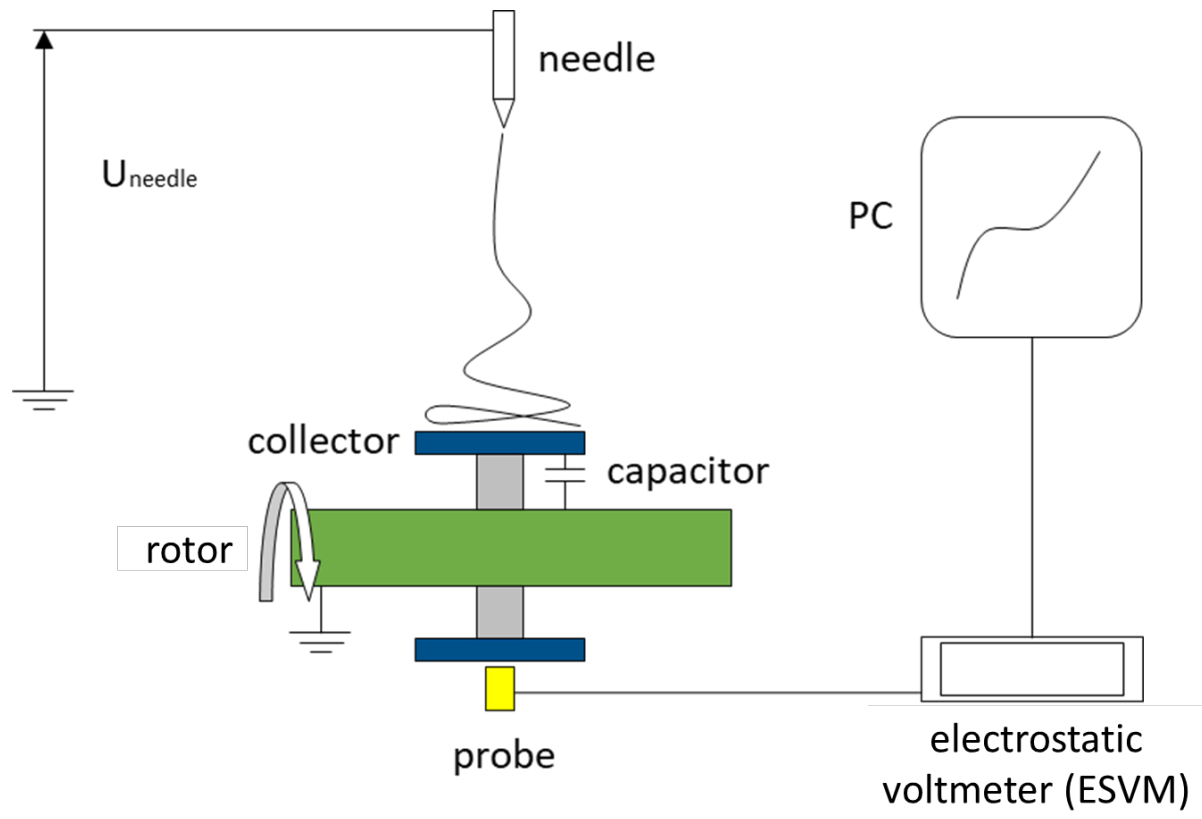 needle
Uneedle
PC
collector
capacitor
rotor
probe
electrostatic
voltmeter (ESVM)